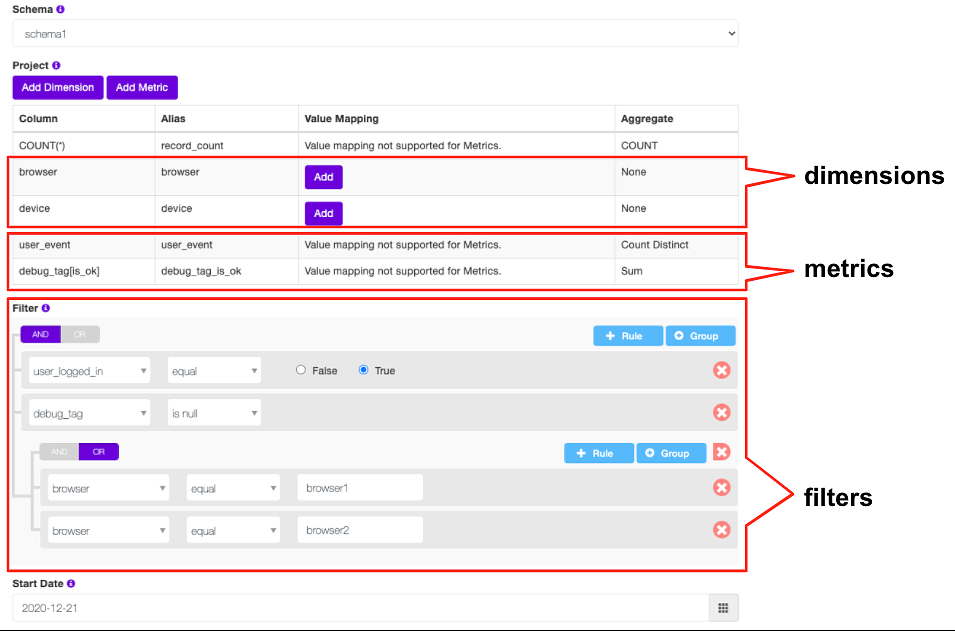 Schema
schema1
Project
Add Dimension Add Metric
Column Alias Value Mapping Aggregate
COUNT(*) record_count Value mapping not supported for Metrics. COUNT
browser browser Add None
device device Add None
dimensions
user_event user_event Value mapping not supported for Metrics. Count Distinct
debug_tag[is_ok] debug_tag_is_ok Value mapping not supported for Metrics. Sum
metrics
Filter
AND OR Rule Group
user_logged_in equal False True
debug_tag is null
AND OR Rule Group
browser equal browser1
filters
browser equal browser2
Start Date
2020-12-21